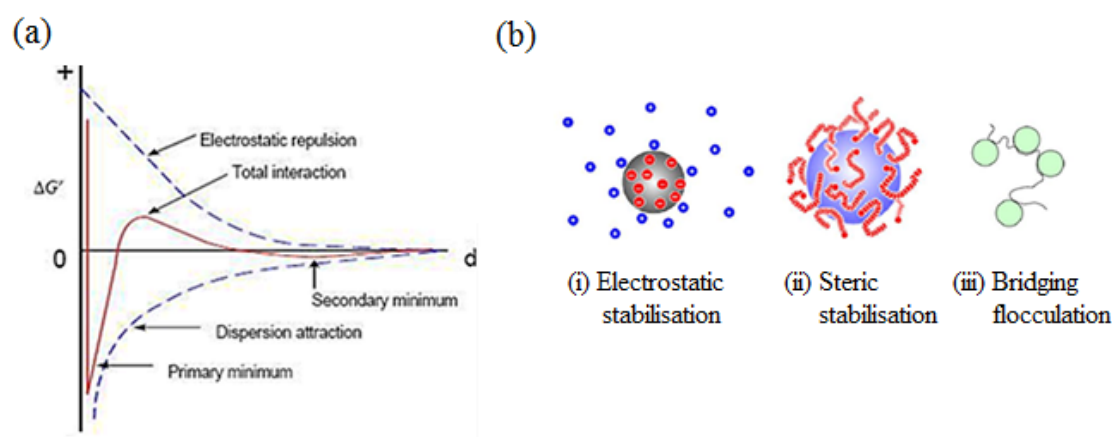 (a)
+
Electrostatic repulsion
Total interaction
ΔGʳ
0
d
Secondary minimum
Dispersion attraction
Primary minimum
(b)
(i) Electrostatic
stabilisation
(ii) Steric
stabilisation
(iii) Bridging
flocculation